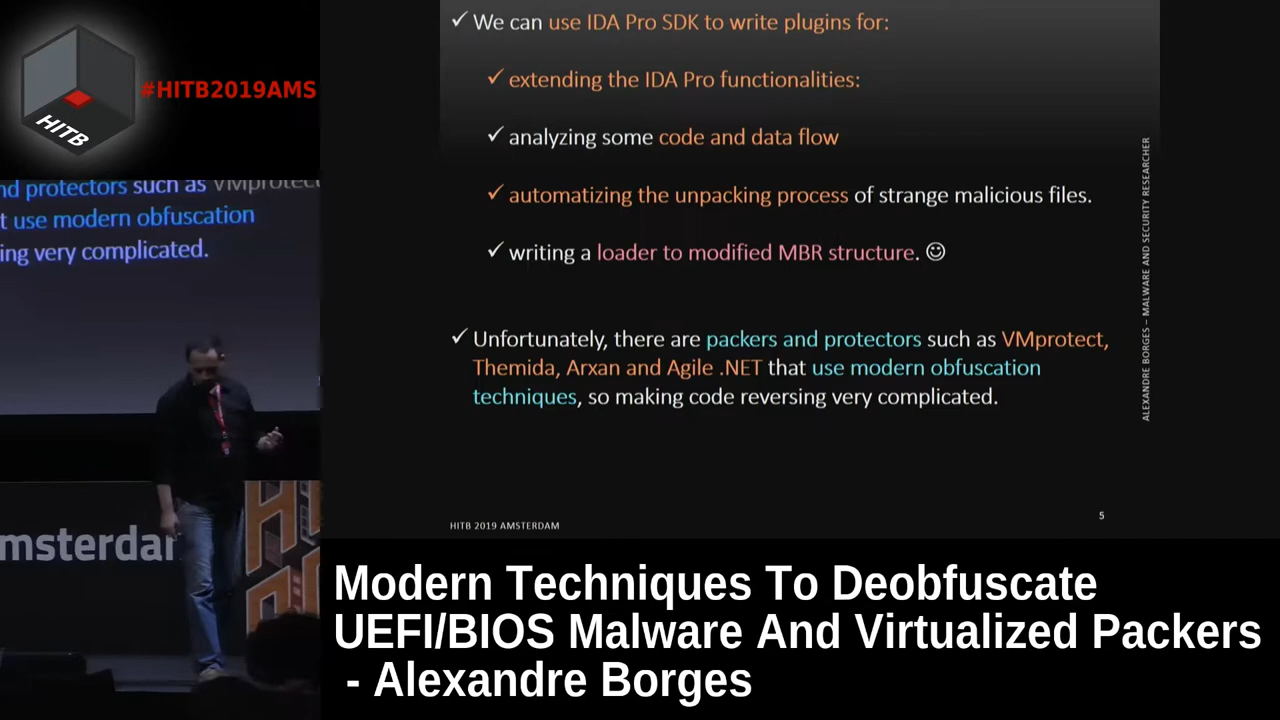 HITB
#HITB2019AMS
nd protectors such as VMprotect
t use modern obfuscation
ing very complicated.
msterdam
✓ We can use IDA Pro SDK to write plugins for:
✓ extending the IDA Pro functionalities:
✓ analyzing some code and data flow
✓ automatizing the unpacking process of strange malicious files.
✓ writing a loader to modified MBR structure. ☺
✓ Unfortunately, there are packers and protectors such as VMprotect,
Themida, Arxan and Agile .NET that use modern obfuscation
techniques, so making code reversing very complicated.
ALEXANDRE BORGES – MALWARE AND SECURITY RESEARCHER
HITB 2019 AMSTERDAM
5
Modern Techniques To Deobfuscate
UEFI/BIOS Malware And Virtualized Packers
- Alexandre Borges